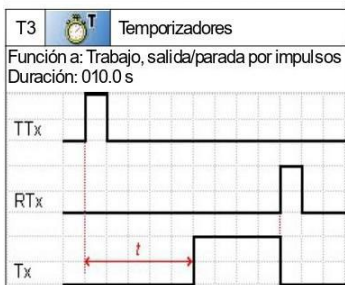 T3 T Temporizadores
Función a: Trabajo, salida/parada por impulsos
Duración: 010.0 s
TTx
RTx
t
Tx